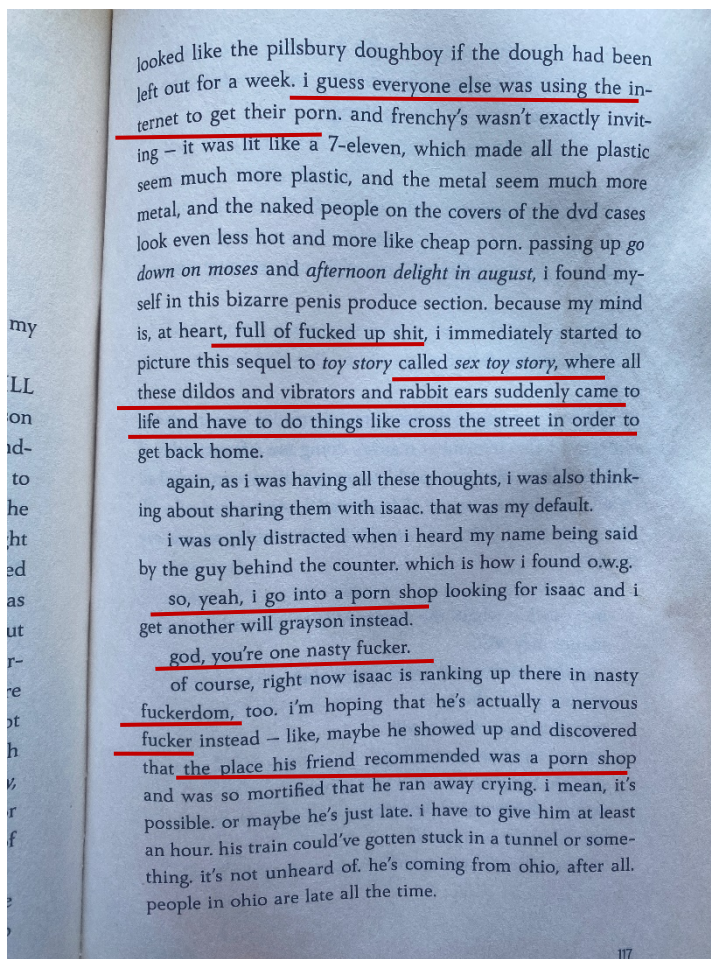 my
to
looked like the pillsbury doughboy if the dough had been
left out for a week. i guess everyone else was using the in-
ternet to get their porn. and frenchy's wasn't exactly invit-
ing – it was lit like a 7-eleven, which made all the plastic
seem much more plastic, and the metal seem much more
metal, and the naked people on the covers of the dvd cases
look even less hot and more like cheap porn. passing up go
down on moses and afternoon delight in august, i found my-
self in this bizarre penis produce section. because my mind
is, at heart, full of fucked up shit, i immediately started to
picture this sequel to toy story called sex toy story, where all
these dildos and vibrators and rabbit ears suddenly came to
life and have to do things like cross the street in order to
get back home.
again, as i was having all these thoughts, i was also think-
ing about sharing them with isaac. that was my default.
i was only distracted when i heard my name being said
by the guy behind the counter. which is how i found o.w.g.
so, yeah, i go into a porn shop looking for isaac and i
get another will grayson instead.
god, you're one nasty fucker.
of course, right now isaac is ranking up there in nasty
fuckerdom, too. i'm hoping that he's actually a nervous
fucker instead – like, maybe he showed up and discovered
that the place his friend recommended was a porn shop
and was so mortified that he ran away crying. i mean, it's
possible. or maybe he's just late. i have to give him at least
an hour. his train could've gotten stuck in a tunnel or some-
thing. it's not unheard of. he's coming from ohio, after all.
people in ohio are late all the time.
117